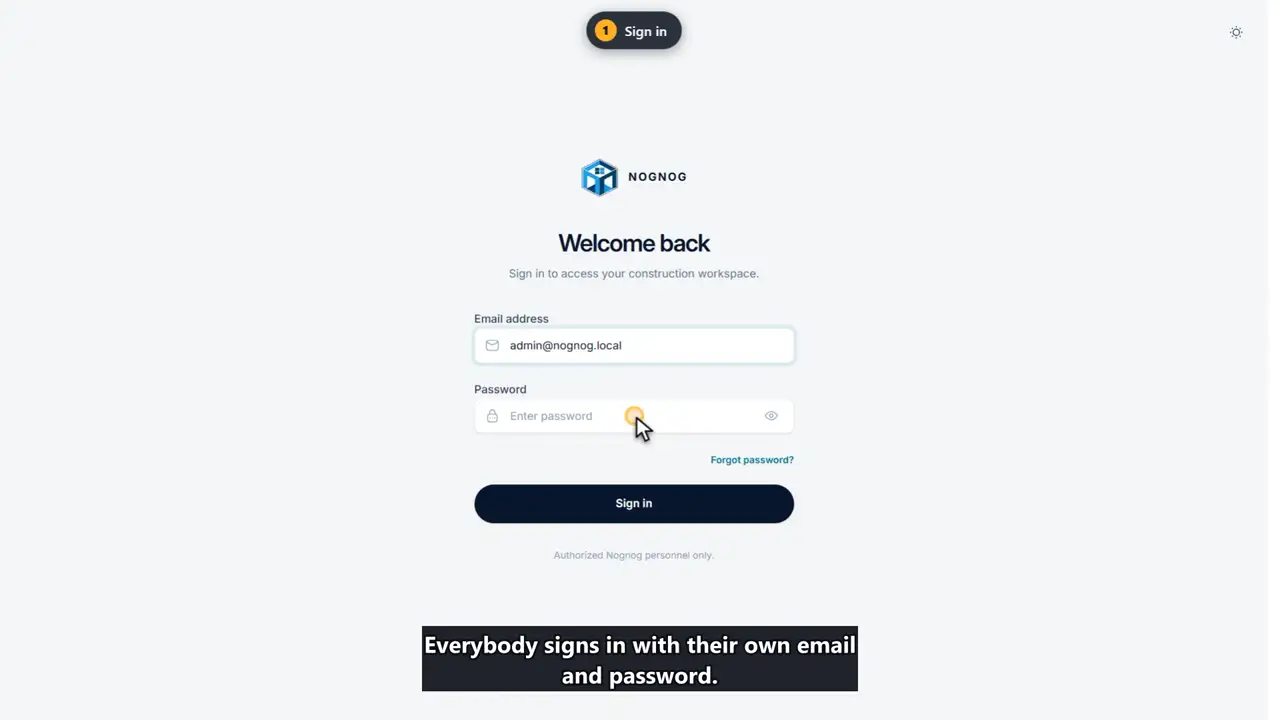 1 Sign in
NOGNOG
Welcome back
Sign in to access your construction workspace.
Email address
admin@nognog.local
Password
Enter password
Forgot password?
Sign in
Authorized Nognog personnel only.
Everybody signs in with their own email
and password.